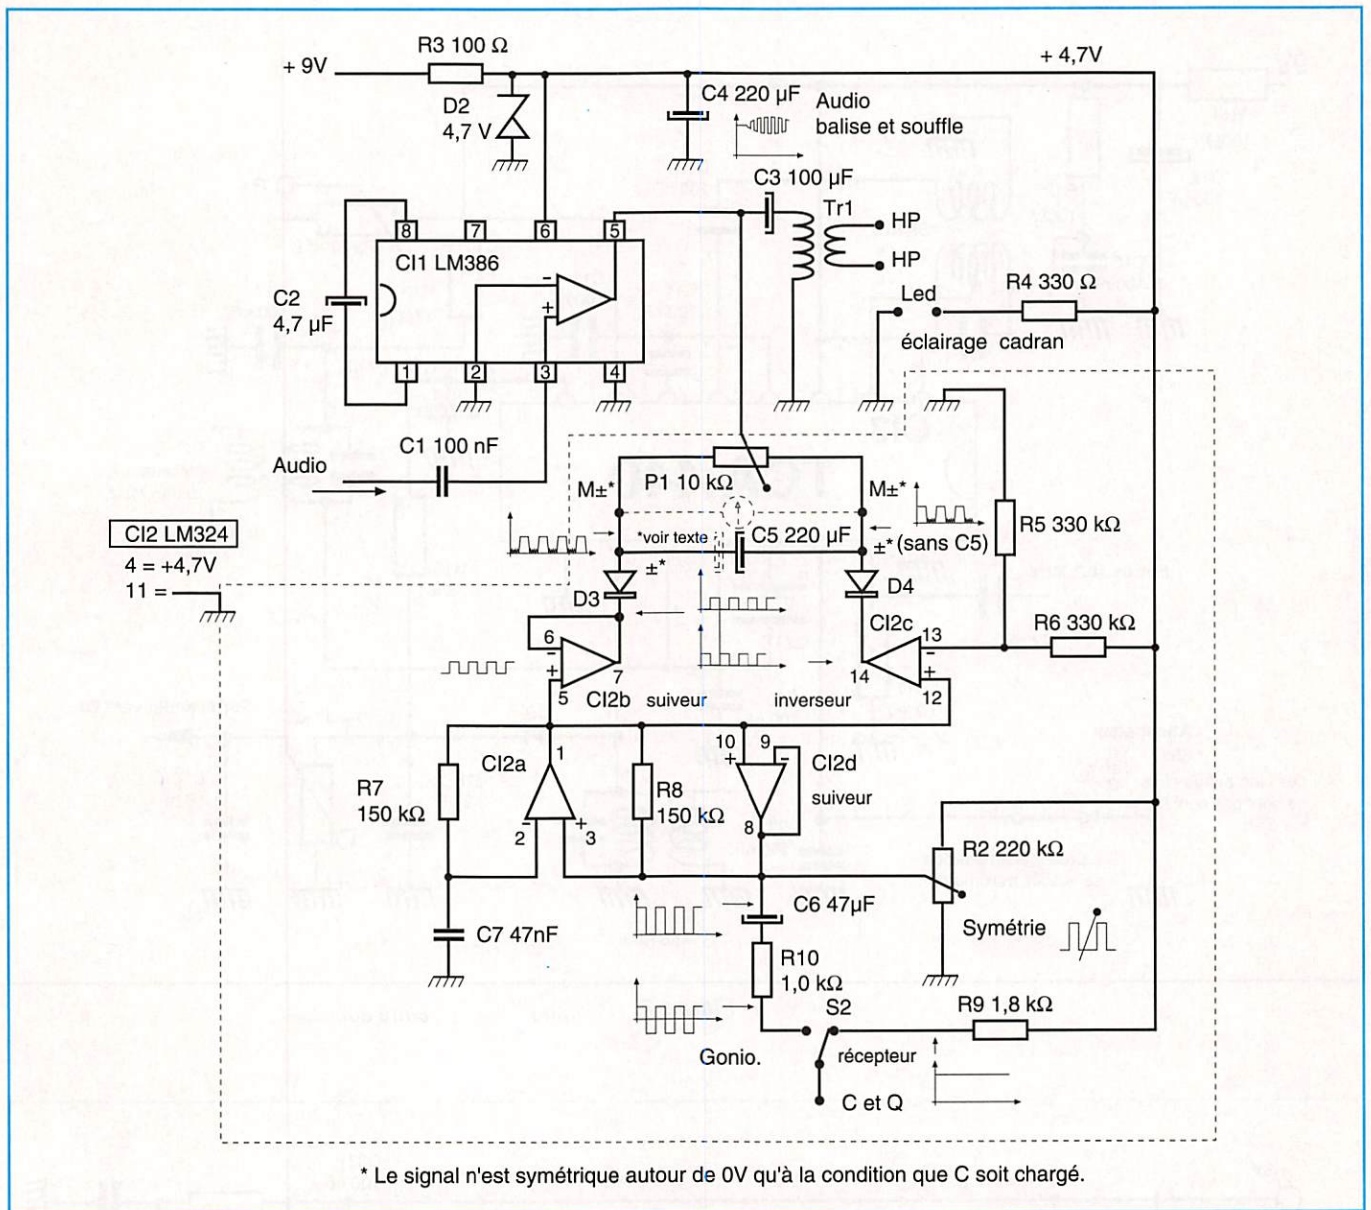 R3 100 Ω
+ 9V
+ 4,7V
D2
4,7 V
C4 220 µF
Audio
balise et souffle
C3 100 µF
Tr1
HP
HP
8
7
6
5
CI1 LM386
-
+
C2
4,7 µF
1
2
3
4
Led
R4 330 Ω
éclairage cadran
C1 100 nF
Audio
P1 10 kΩ
M±*
M±*
R5 330 kΩ
*voir texte
C5 220 µF
±* (sans C5)
±*
CI2 LM324
4 = +4,7V
11 =
D3
D4
CI2c
R6 330 kΩ
6
-
+
7
5
CI2b suiveur
13
-
+
14
12
inverseur
1
CI2a
10
9
+
-
CI2d
suiveur
8
R7
150 kΩ
R8
150 kΩ
-
+
2
3
R2 220 kΩ
C6 47µF
Symétrie
C7 47nF
R10
1,0 kΩ
S2
R9 1,8 kΩ
Gonio.
récepteur
C et Q
* Le signal n'est symétrique autour de 0V qu'à la condition que C soit chargé.